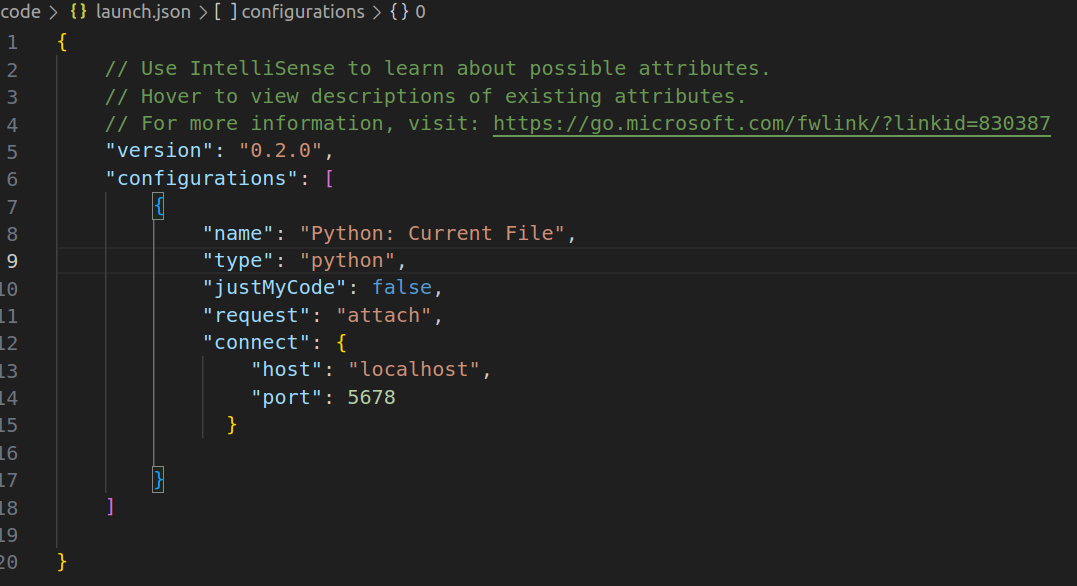 code > {} launch.json > [ ] configurations > {} 0
1 {
2 // Use IntelliSense to learn about possible attributes.
3 // Hover to view descriptions of existing attributes.
4 // For more information, visit: https://go.microsoft.com/fwlink/?linkid=830387
5 "version": "0.2.0",
6 "configurations": [
7 {
8 "name": "Python: Current File",
9 "type": "python",
10 "justMyCode": false,
11 "request": "attach",
12 "connect": {
13 "host": "localhost",
14 "port": 5678
15 }
16
17 }
18 ]
19
20 }